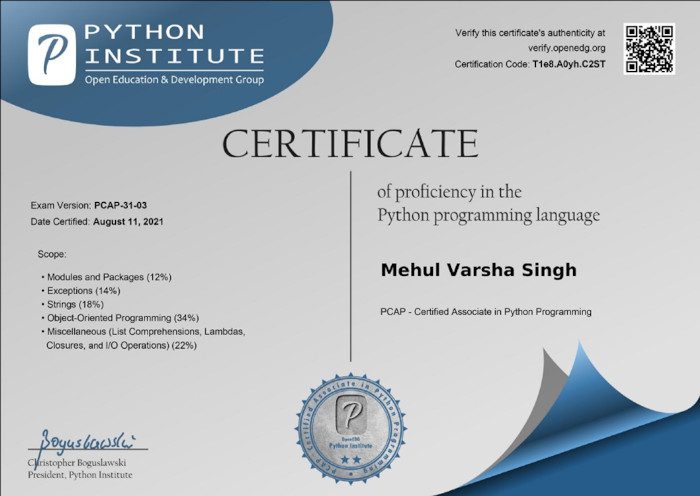 PYTHON
INSTITUTE
Open Education & Development Group
Verify this certificate's authenticity at
verify.openedg.org
Certification Code: T1e8.A0yh.C2ST
CERTIFICATE
Exam Version: PCAP-31-03
Date Certified: August 11, 2021
Scope:
• Modules and Packages (12%)
• Exceptions (14%)
• Strings (18%)
• Object-Oriented Programming (34%)
• Miscellaneous (List Comprehensions, Lambdas,
Closures, and I/O Operations) (22%)
of proficiency in the
Python programming language
Mehul Varsha Singh
PCAP - Certified Associate in Python Programming
PCAP Certified Associate in Python Programming
P
OpenEDG
Python Institute
Boguslawski
Christopher Boguslawski
President, Python Institute